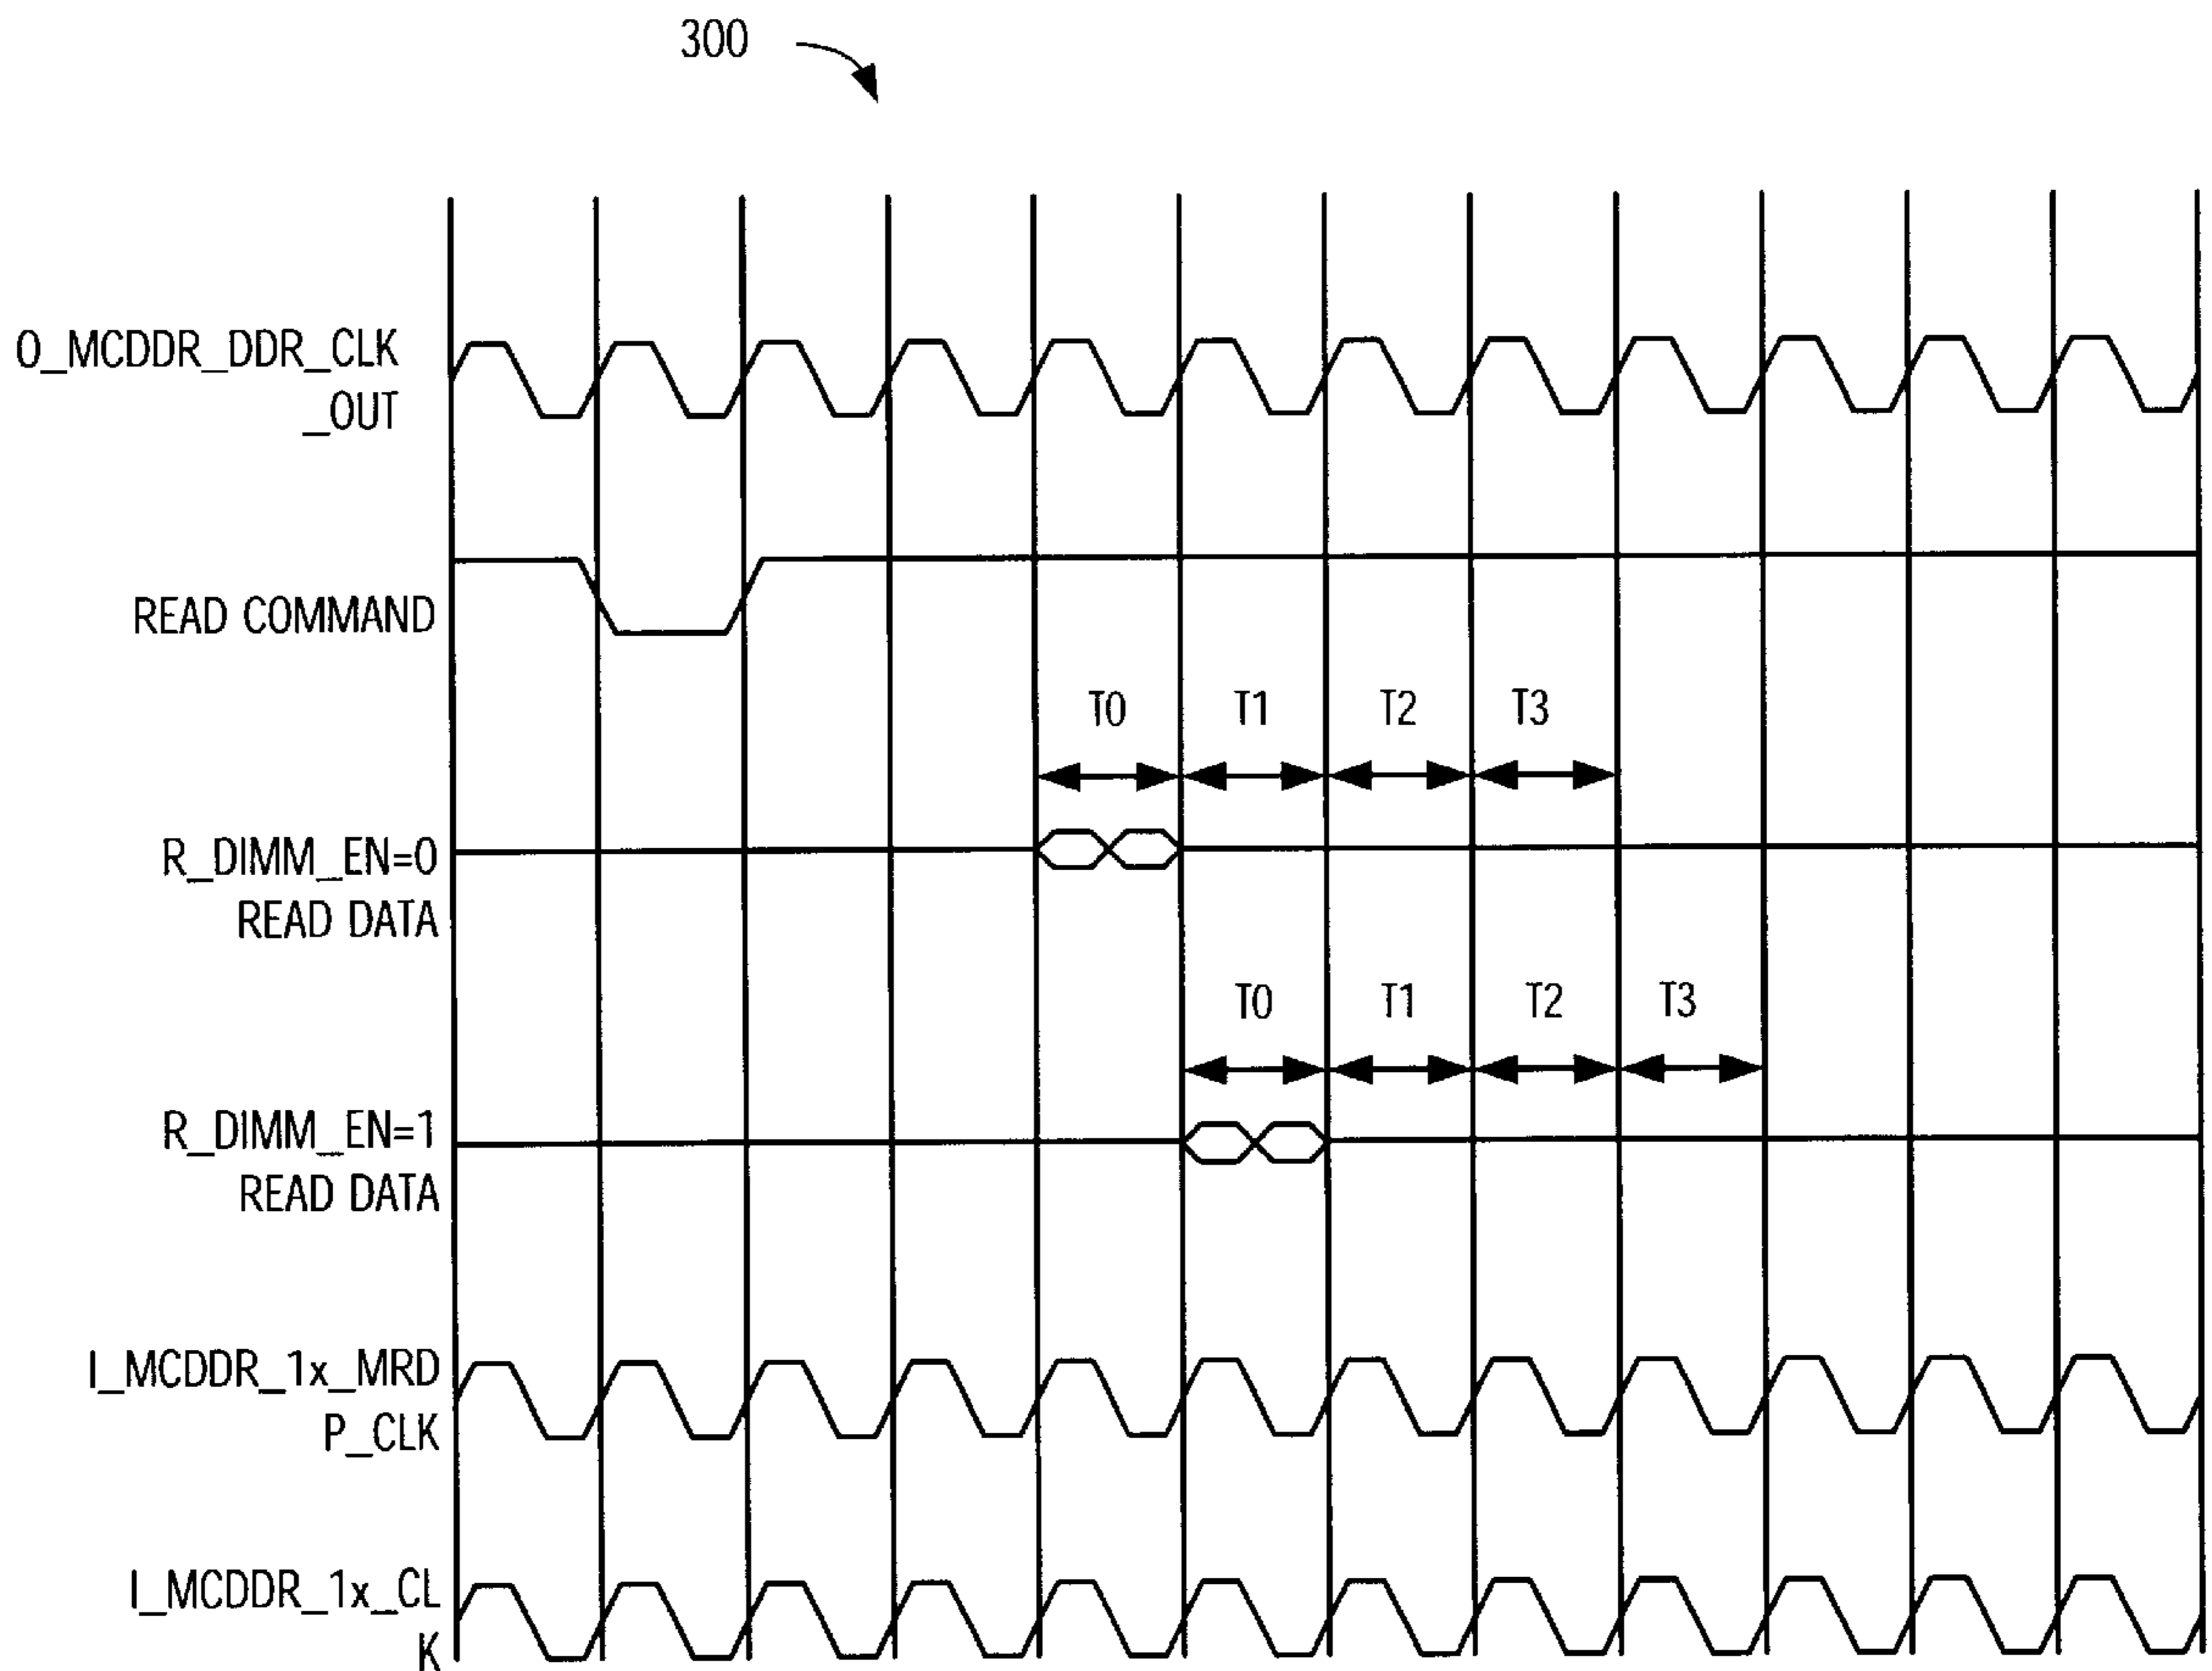 300
O_MCDDR_DDR_CLK
_OUT
READ COMMAND
T0 T1 T2 T3
R_DIMM_EN=0
READ DATA
T0 T1 T2 T3
R_DIMM_EN=1
READ DATA
I_MCDDR_1x_MRD
P_CLK
I_MCDDR_1x_CL
K